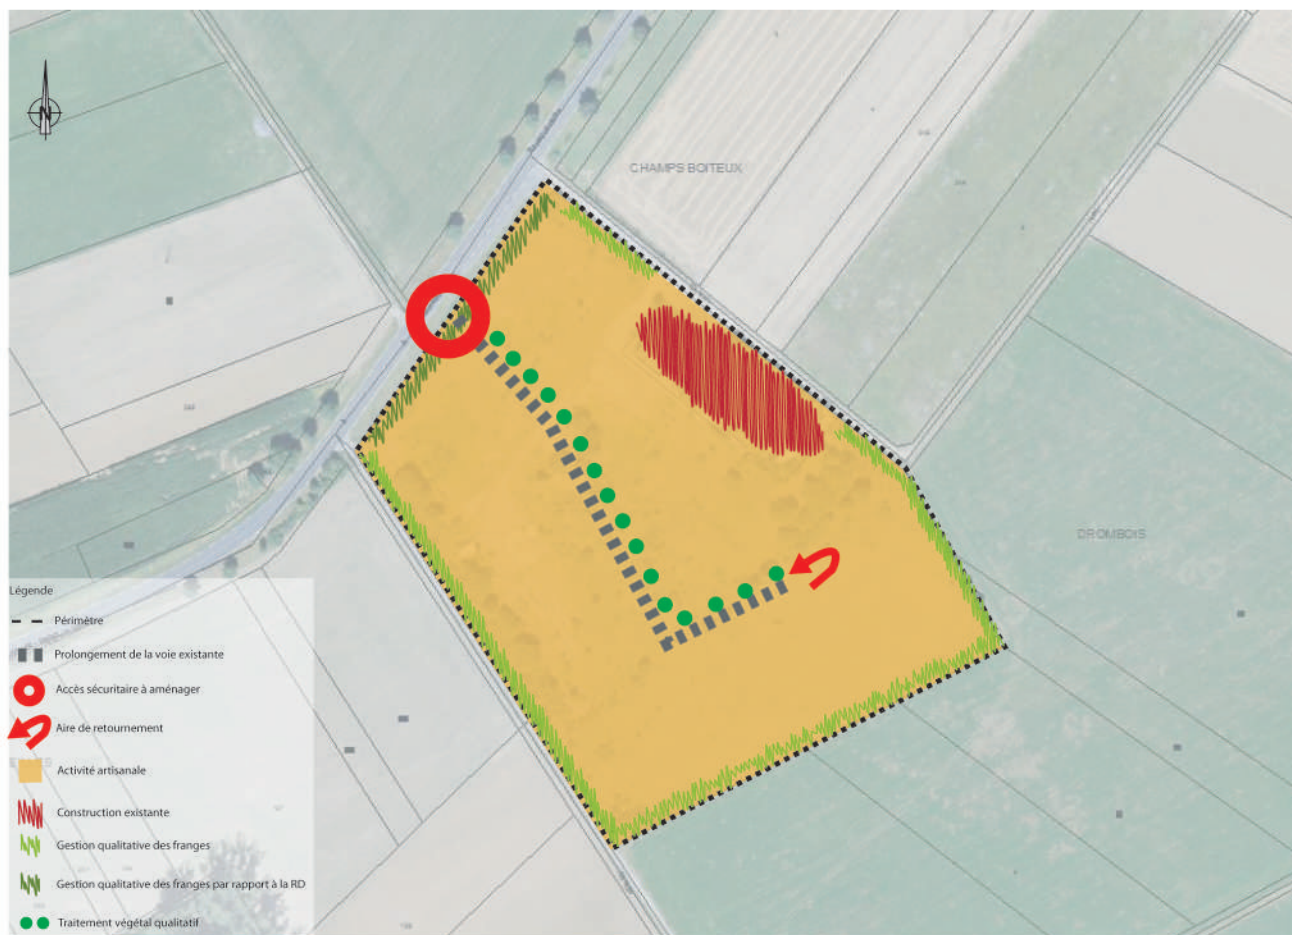 N
CHAMPS BOITEUX
DROMBOIS
Légende
Périmètre
Prolongement de la voie existante
Accès sécuritaire à aménager
Aire de retournement
Activité artisanale
Construction existante
Gestion qualitative des franges
Gestion qualitative des franges par rapport à la RD
Traitement végétal qualitatif